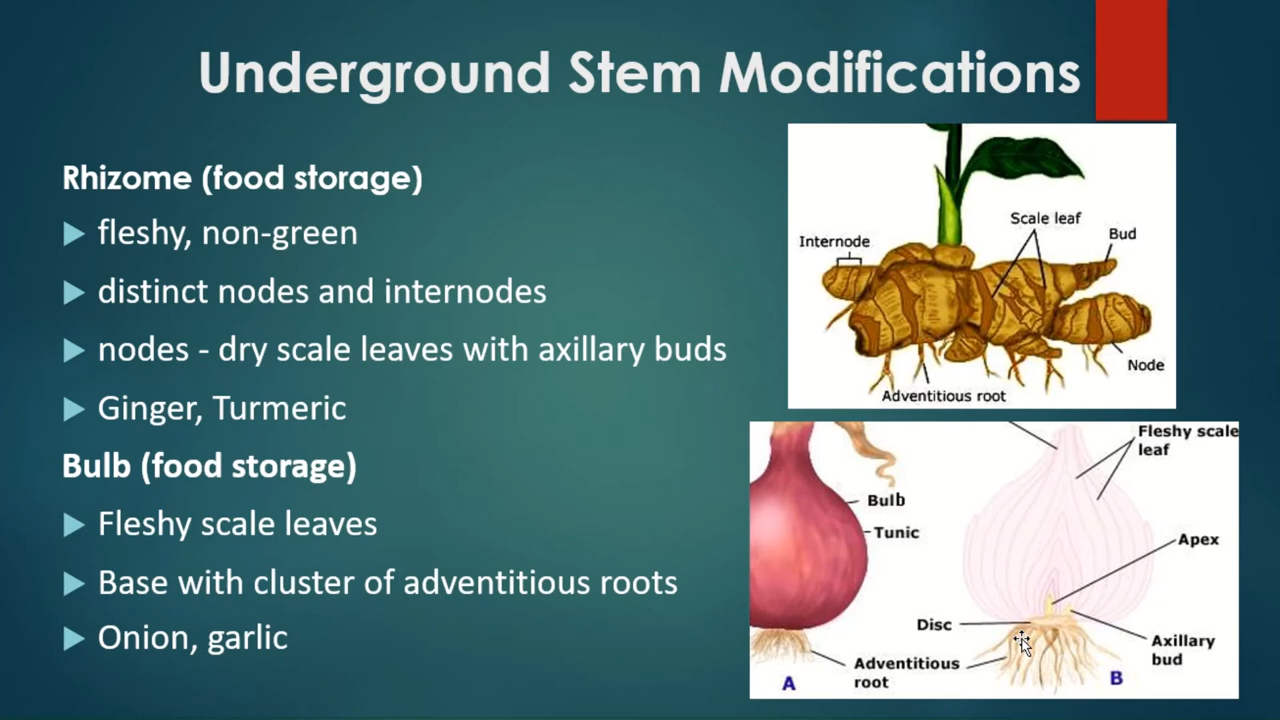 Underground Stem Modifications
Rhizome (food storage)
fleshy, non-green
distinct nodes and internodes
nodes - dry scale leaves with axillary buds
Ginger, Turmeric
Bulb (food storage)
Fleshy scale leaves
Base with cluster of adventitious roots
Onion, garlic
Scale leaf
Bud
Internode
Node
Adventitious root
Fleshy scale
leaf
Bulb
Tunic
Apex
Disc
Axillary
bud
Adventitious
root
A
B